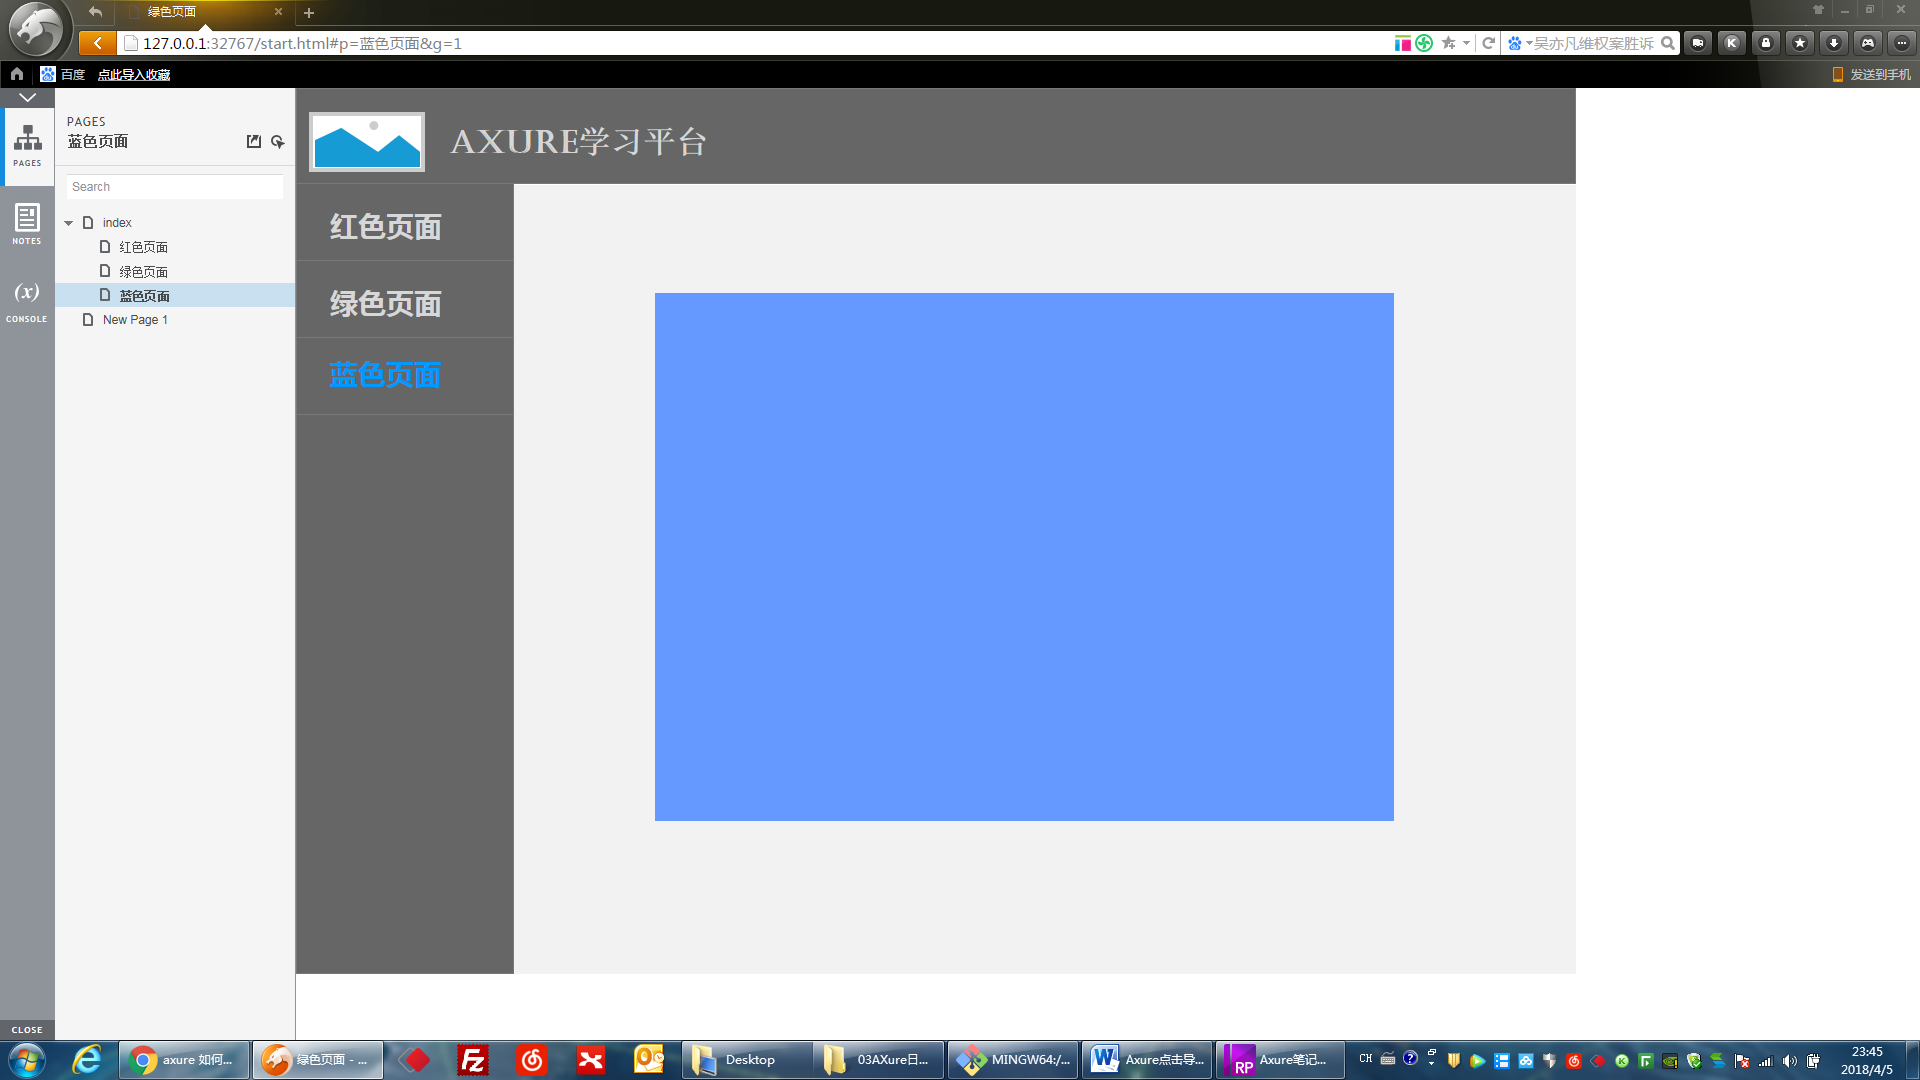 绿色页面
127.0.0.1:32767/start.html#p=蓝色页面&g=1
吴亦凡维权案胜诉
百度
点此导入收藏
发送到手机
PAGES
蓝色页面
PAGES
Search
NOTES
index
红色页面
绿色页面
蓝色页面
New Page 1
(x)
CONSOLE
AXURE学习平台
红色页面
绿色页面
蓝色页面
CLOSE
axure 如何...
绿色页面 - ...
Desktop
03AXure日...
MINGW64:/...
Axure点击导...
Axure笔记...
CH
23:45
2018/4/5